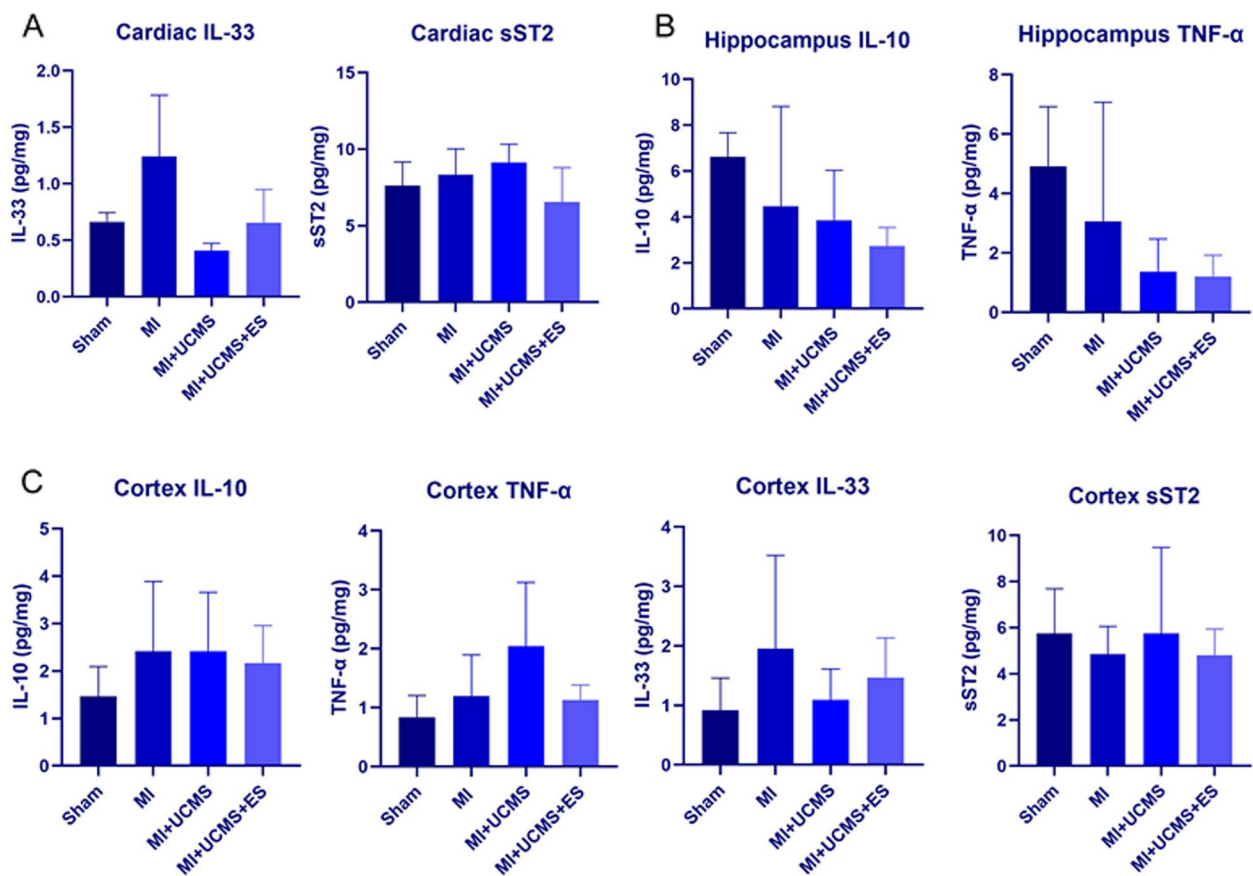 A
Cardiac IL-33
IL-33 (pg/mg)
2.0
1.5
1.0
0.5
0.0
Sham
MI
MI+UCMS
MI+UCMS+ES
Cardiac sST2
sST2 (pg/mg)
15
10
5
0
Sham
MI
MI+UCMS
MI+UCMS+ES
B
Hippocampus IL-10
IL-10 (pg/mg)
10
8
6
4
2
0
Sham
MI
MI+UCMS
MI+UCMS+ES
Hippocampus TNF-α
TNF-α (pg/mg)
8
6
4
2
0
Sham
MI
MI+UCMS
MI+UCMS+ES
C
Cortex IL-10
IL-10 (pg/mg)
5
4
3
2
1
0
Sham
MI
MI+UCMS
MI+UCMS+ES
Cortex TNF-α
TNF-α (pg/mg)
4
3
2
1
0
Sham
MI
MI+UCMS
MI+UCMS+ES
Cortex IL-33
IL-33 (pg/mg)
4
3
2
1
0
Sham
MI
MI+UCMS
MI+UCMS+ES
Cortex sST2
sST2 (pg/mg)
10
8
6
4
2
0
Sham
MI
MI+UCMS
MI+UCMS+ES